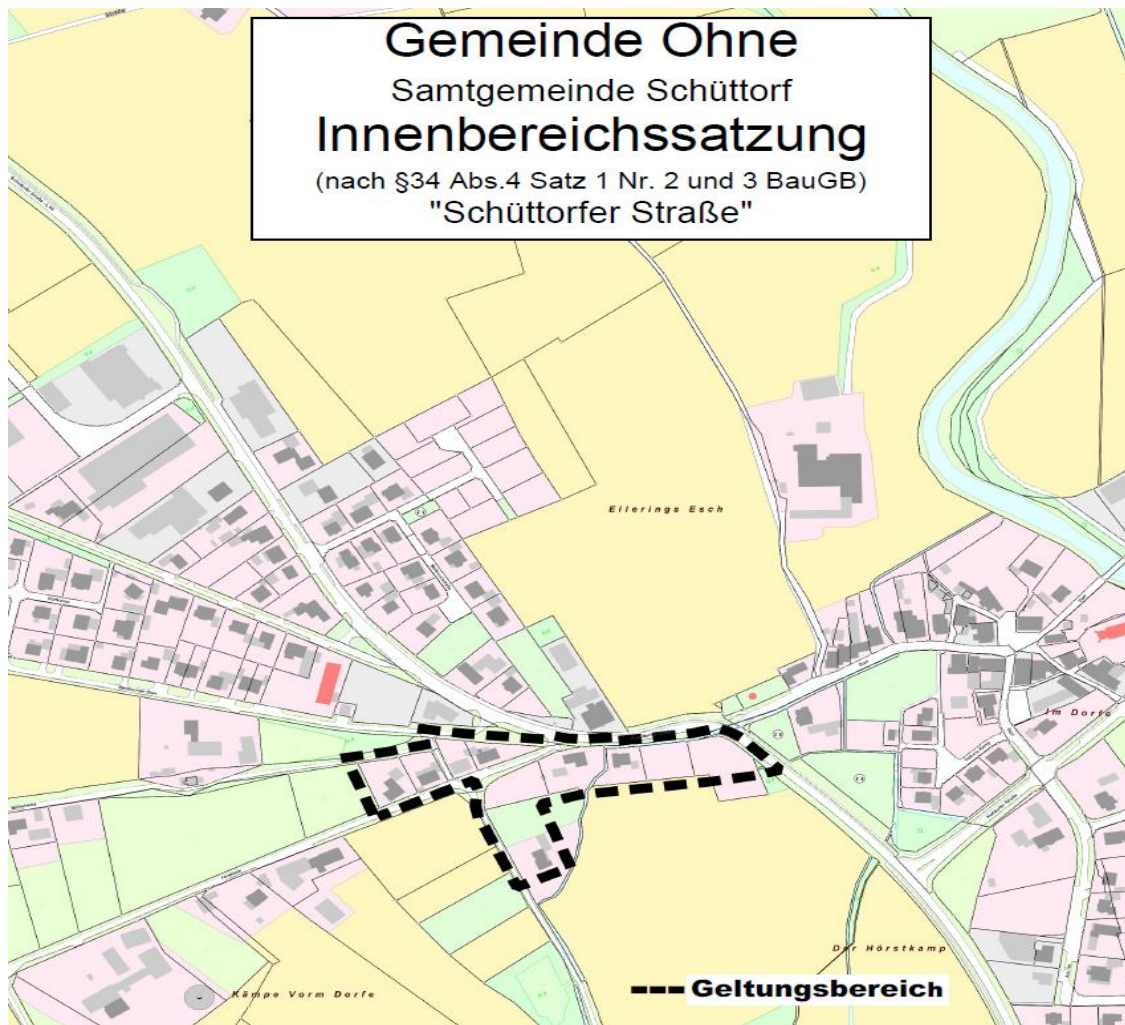 Gemeinde Ohne
Samtgemeinde Schüttorf
Innenbereichssatzung
(nach §34 Abs.4 Satz 1 Nr. 2 und 3 BauGB)
"Schüttorfer Straße"
Eilerings Esch
Im Dorfe
Der Hörstkamp
Kämpe Vorm Dorfe
Geltungsbereich